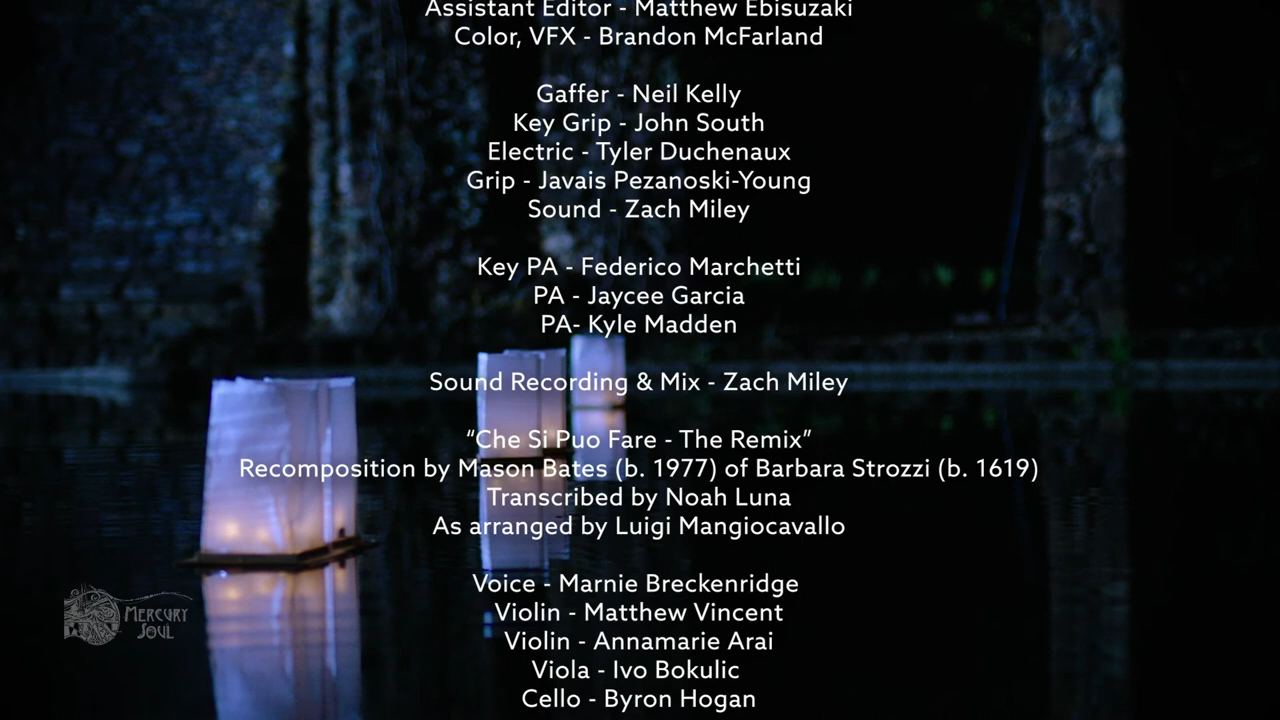 Assistant Editor - Matthew Ebisuzaki
Color, VFX - Brandon McFarland
Gaffer - Neil Kelly
Key Grip - John South
Electric - Tyler Duchenaux
Grip - Javais Pezanoski-Young
Sound - Zach Miley
Key PA - Federico Marchetti
PA - Jaycee Garcia
PA- Kyle Madden
Sound Recording & Mix - Zach Miley
“Che Si Puo Fare - The Remix”
Recomposition by Mason Bates (b. 1977) of Barbara Strozzi (b. 1619)
Transcribed by Noah Luna
As arranged by Luigi Mangiocavallo
Voice - Marnie Breckenridge
Violin - Matthew Vincent
Violin - Annamarie Arai
Viola - Ivo Bokulic
Cello - Byron Hogan
MERCURY
SOUL